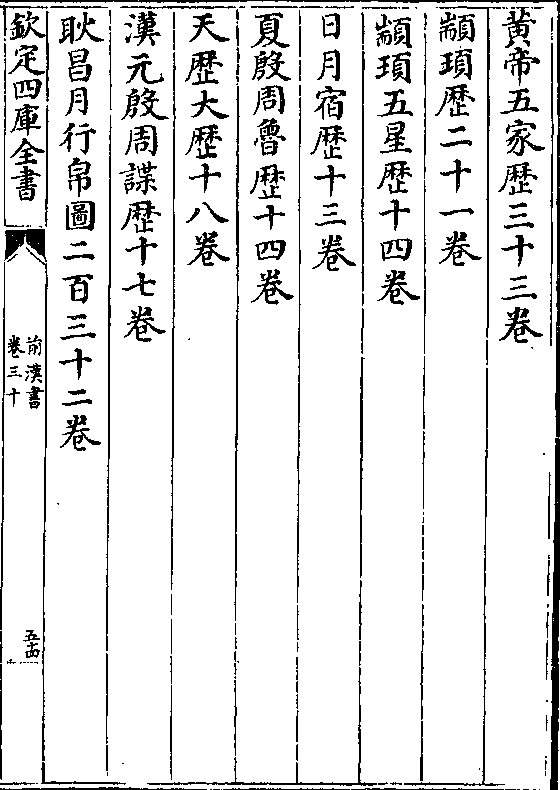 黄帝五家歴三十三卷
顓頊歴二十一卷
顓頊五星歴十四卷
日月宿歴十三卷
夏殷周魯歴十四卷
天歴大歴十八卷
漢元殷周諜歴十七卷
耿昌月行帛圖二百三十二卷
欽定四庫全書
前漢書
卷三十
五十四